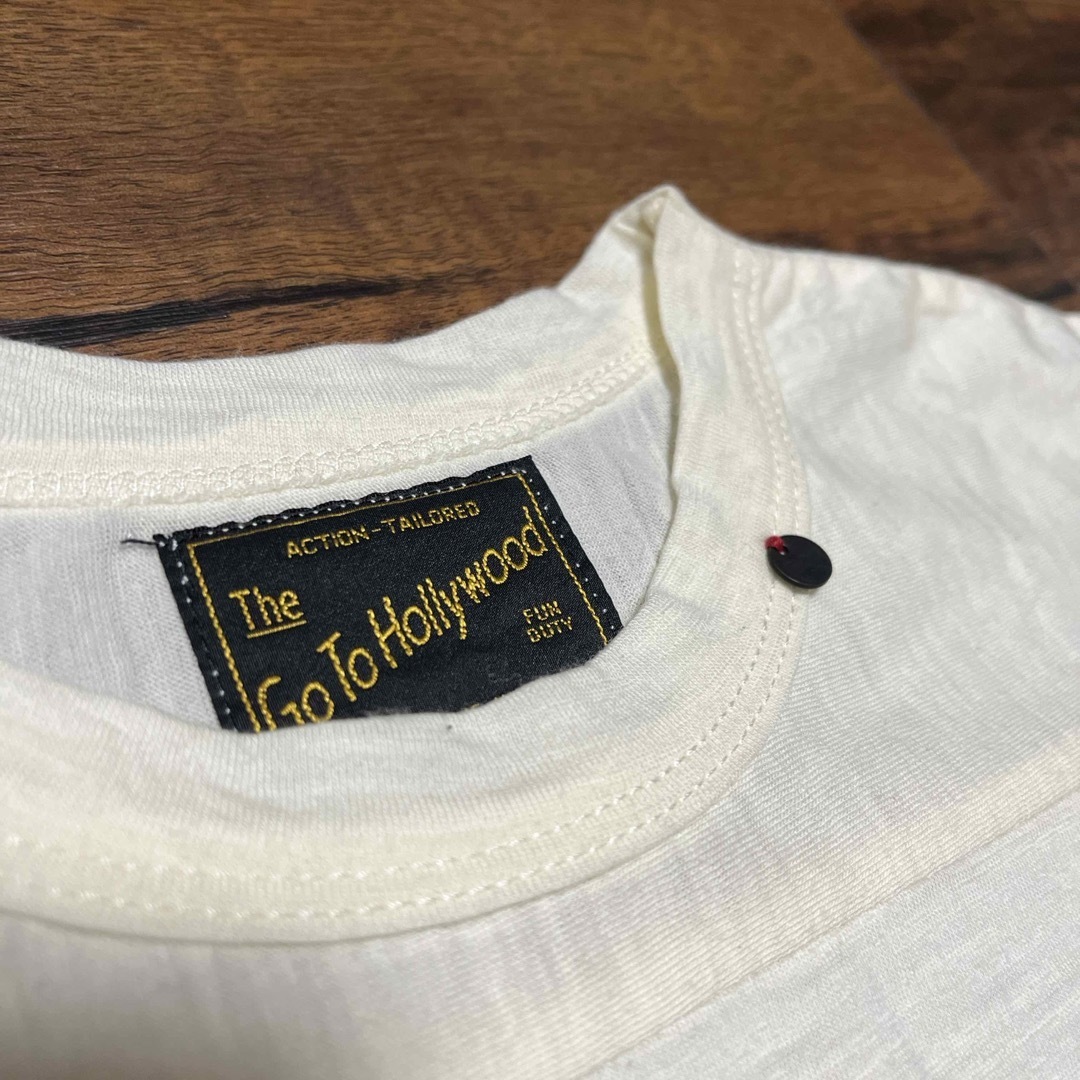 ACTION-TAILORED
The
Go To Hollywood
FUN
DUTY